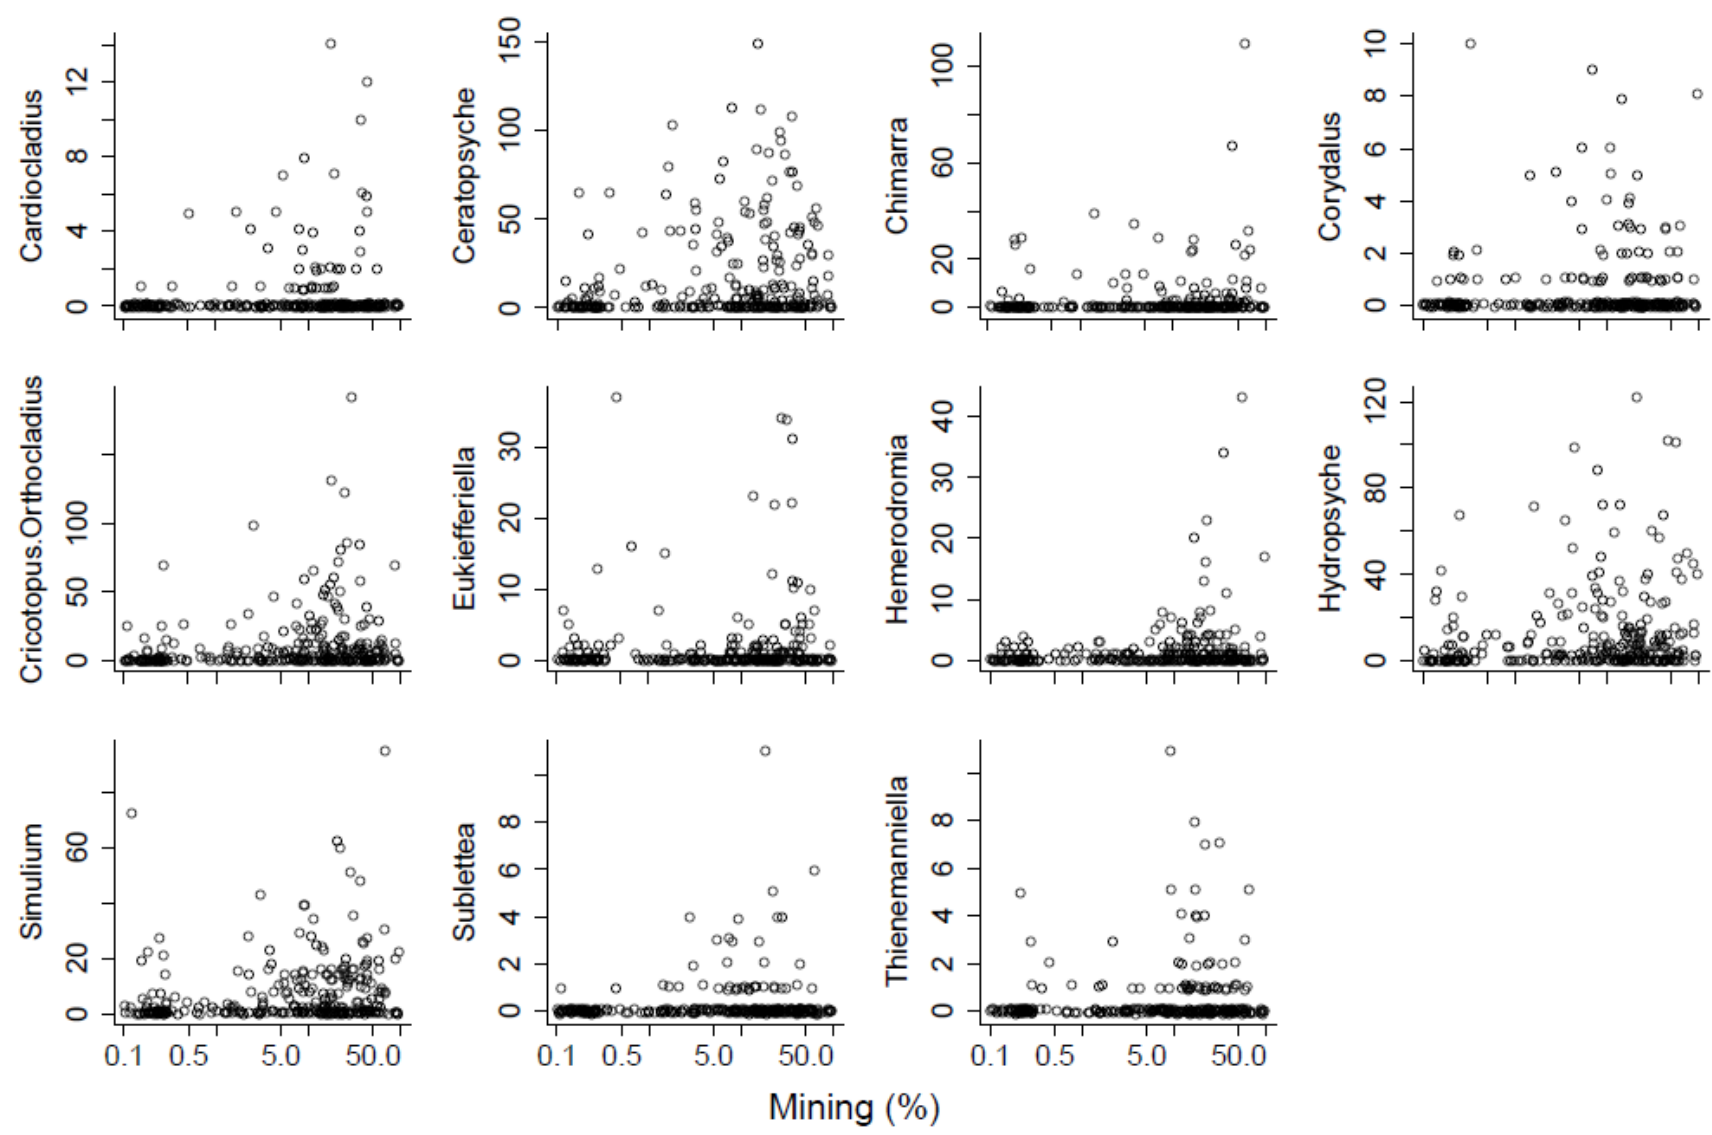 Cardiocladius
0 4 8 12
Ceratopsyche
0 50 100 150
Chimarra
0 20 60 100
Corydalus
0 2 4 6 8 10
Cricotopus.Orthocladius
0 50 100
Eukiefferiella
0 10 20 30
Hemerodromia
0 10 20 30 40
Hydropsyche
0 40 80 120
Simulium
0 20 60
Sublettea
0 2 4 6 8
Thienemanniella
0 2 4 6 8
0.1 0.5 5.0 50.0
0.1 0.5 5.0 50.0
0.1 0.5 5.0 50.0
Mining (%)